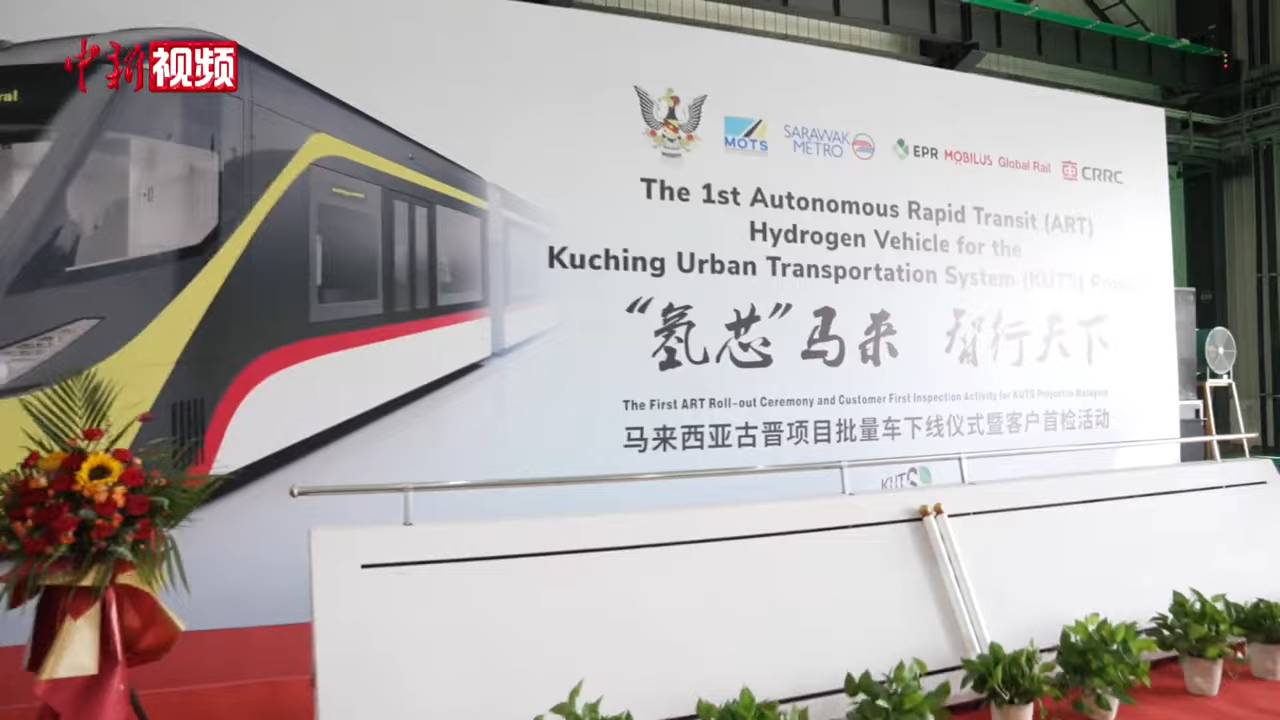 中新视频
ral
MOTS
SARAWAK METRO
EPR MOBILUS Global Rail
CRRC
The 1st Autonomous Rapid Transit (ART)
Hydrogen Vehicle for the
Kuching Urban Transportation System (KUTS)
“氢芯”马来 智行天下
The First ART Roll-out Ceremony and Customer First Inspection Activity for KUTS
马来西亚古晋项目批量车下线仪式暨客户首检活动
KUTS